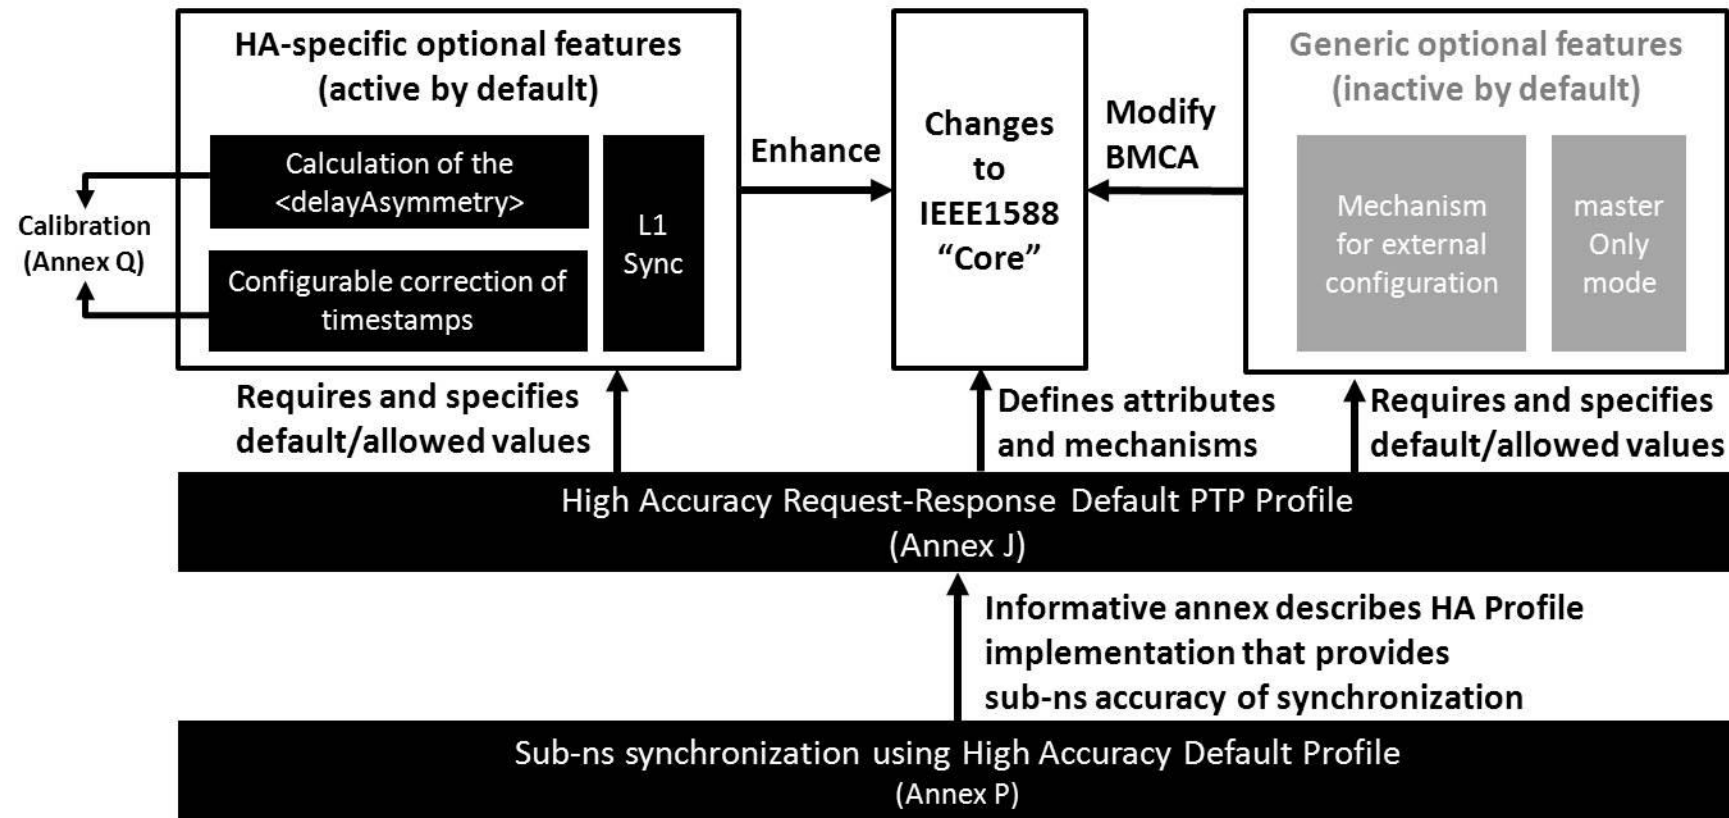 HA-specific optional features
(active by default)
Calculation of the
<delayAsymmetry>
Configurable correction of
timestamps
L1
Sync
Calibration
(Annex Q)
Enhance
Changes
to
IEEE1588
“Core”
Modify
BMCA
Generic optional features
(inactive by default)
Mechanism
for external
configuration
master
Only
mode
Requires and specifies
default/allowed values
Defines attributes
and mechanisms
Requires and specifies
default/allowed values
High Accuracy Request-Response Default PTP Profile
(Annex J)
Informative annex describes HA Profile
implementation that provides
sub-ns accuracy of synchronization
Sub-ns synchronization using High Accuracy Default Profile
(Annex P)